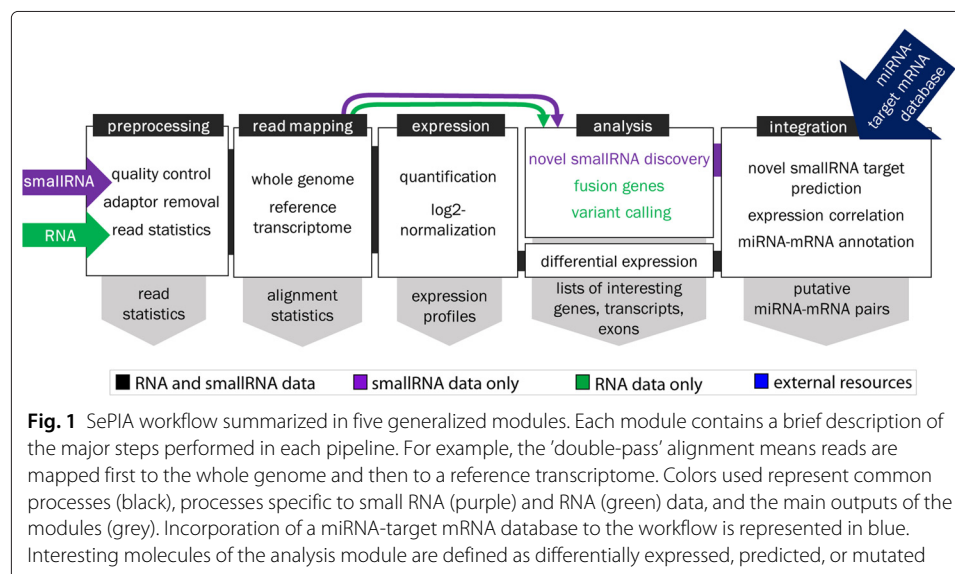 miRNA-
target mRNA
database
preprocessing
read mapping
expression
analysis
integration
smallRNA
RNA
quality control
adaptor removal
read statistics
whole genome
reference
transcriptome
quantification
log2-
normalization
novel smallRNA discovery
fusion genes
variant calling
differential expression
novel smallRNA target
prediction
expression correlation
miRNA-mRNA annotation
read
statistics
alignment
statistics
expression
profiles
lists of interesting
genes, transcripts,
exons
putative
miRNA-mRNA pairs
RNA and smallRNA data
smallRNA data only
RNA data only
external resources
Fig. 1 SePIA workflow summarized in five generalized modules. Each module contains a brief description of
the major steps performed in each pipeline. For example, the 'double-pass' alignment means reads are
mapped first to the whole genome and then to a reference transcriptome. Colors used represent common
processes (black), processes specific to small RNA (purple) and RNA (green) data, and the main outputs of the
modules (grey). Incorporation of a miRNA-target mRNA database to the workflow is represented in blue.
Interesting molecules of the analysis module are defined as differentially expressed, predicted, or mutated